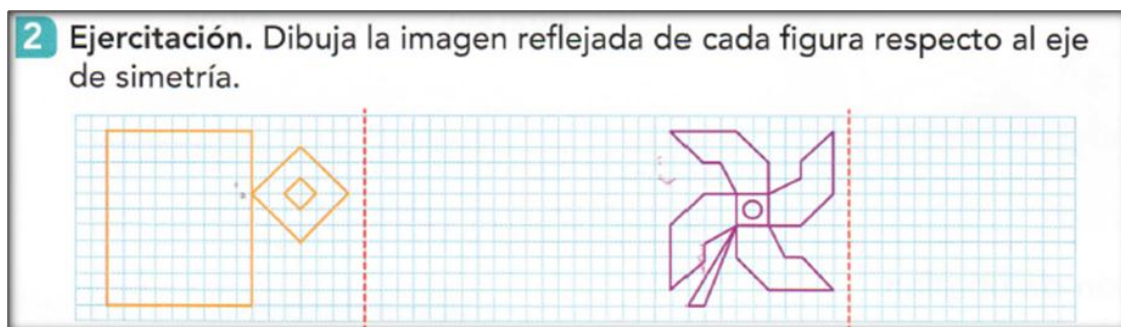 2 Ejercitación. Dibuja la imagen reflejada de cada figura respecto al eje
de simetría.